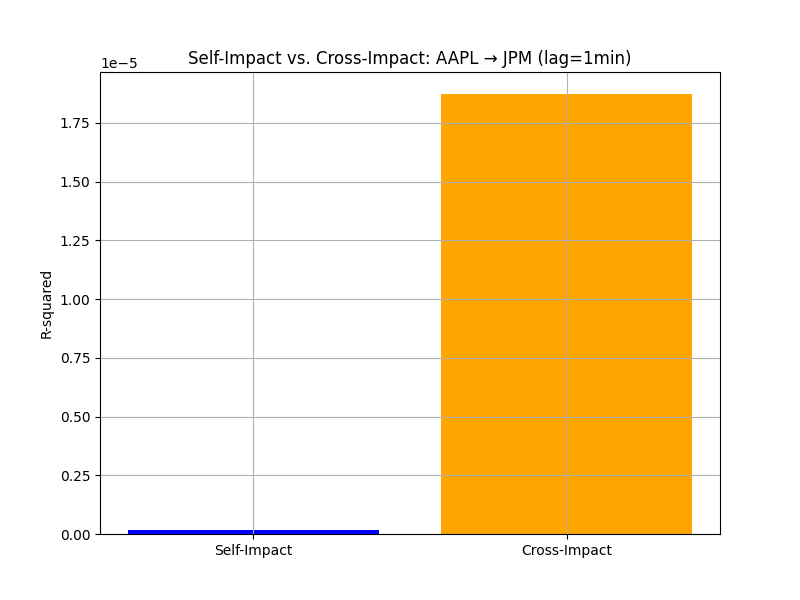 Self-Impact vs. Cross-Impact: AAPL → JPM (lag=1min)
1e−5
1.75
1.50
1.25
1.00
0.75
0.50
0.25
0.00
R-squared
Self-Impact
Cross-Impact